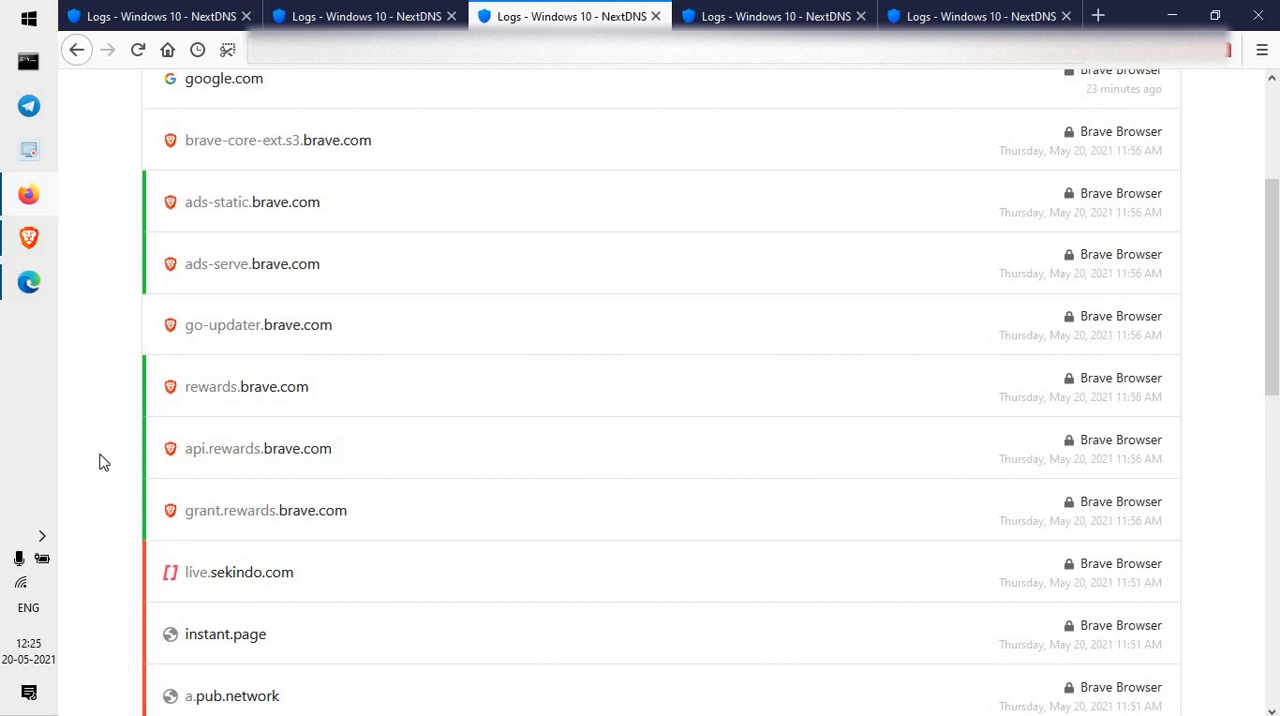 Logs - Windows 10 - NextDNS
Logs - Windows 10 - NextDNS
Logs - Windows 10 - NextDNS
Logs - Windows 10 - NextDNS
Logs - Windows 10 - NextDNS
google.com
Brave Browser
23 minutes ago
brave-core-ext.s3.brave.com
Brave Browser
Thursday, May 20, 2021 11:56 AM
ads-static.brave.com
Brave Browser
Thursday, May 20, 2021 11:56 AM
ads-serve.brave.com
Brave Browser
Thursday, May 20, 2021 11:56 AM
go-updater.brave.com
Brave Browser
Thursday, May 20, 2021 11:56 AM
rewards.brave.com
Brave Browser
Thursday, May 20, 2021 11:56 AM
api.rewards.brave.com
Brave Browser
Thursday, May 20, 2021 11:56 AM
grant.rewards.brave.com
Brave Browser
Thursday, May 20, 2021 11:56 AM
live.sekindo.com
Brave Browser
Thursday, May 20, 2021 11:51 AM
instant.page
Brave Browser
Thursday, May 20, 2021 11:51 AM
a.pub.network
Brave Browser
Thursday, May 20, 2021 11:51 AM
ENG
12:25
20-05-2021